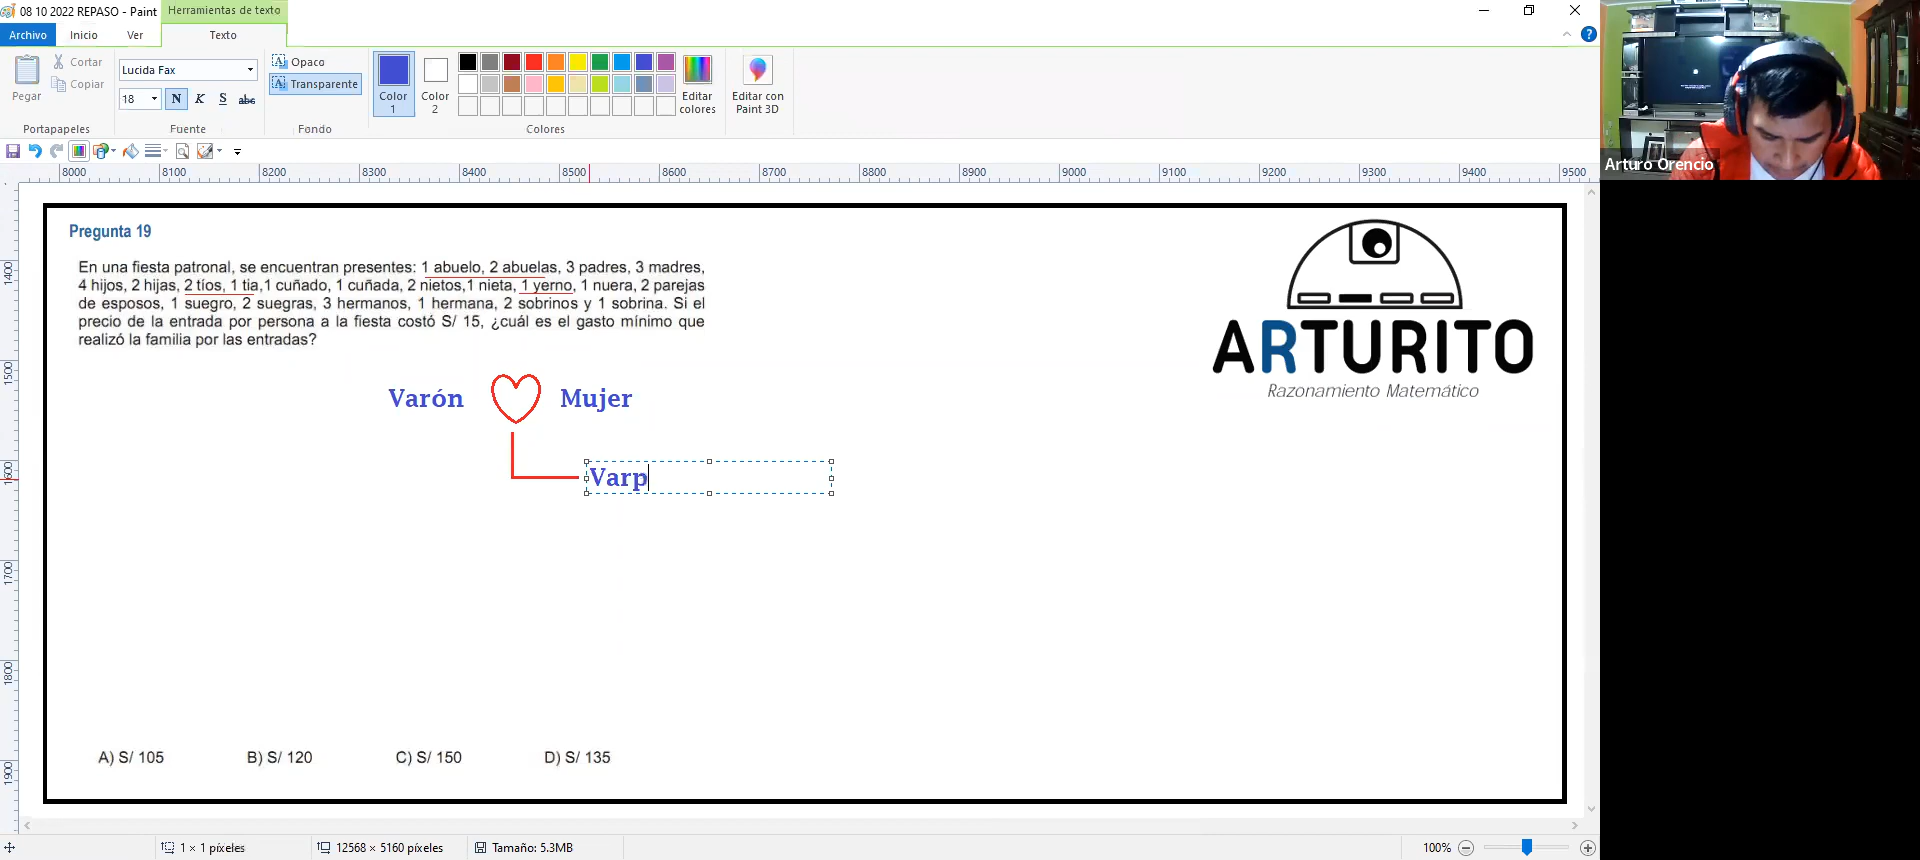 08 10 2022 REPASO - Paint
Herramientas de texto
Archivo
Inicio
Ver
Texto
Pegar
Cortar
Copiar
Portapapeles
Lucida Fax
18
N K S abc
Fuente
Opaco
Transparente
Fondo
Color 1
Color 2
Editar colores
Colores
Editar con Paint 3D
Arturo Orencio
8000 8100 8200 8300 8400 8500 8600 8700 8800 8900 9000 9100 9200 9300 9400 9500
1400
1500
1600
1700
1800
1900
Pregunta 19
En una fiesta patronal, se encuentran presentes: 1 abuelo, 2 abuelas, 3 padres, 3 madres,
4 hijos, 2 hijas, 2 tíos, 1 tia,1 cuñado, 1 cuñada, 2 nietos,1 nieta, 1 yerno, 1 nuera, 2 parejas
de esposos, 1 suegro, 2 suegras, 3 hermanos, 1 hermana, 2 sobrinos y 1 sobrina. Si el
precio de la entrada por persona a la fiesta costó S/ 15, ¿cuál es el gasto mínimo que
realizó la familia por las entradas?
ARTURITO
Razonamiento Matemático
Varón Mujer
Varp
A) S/ 105 B) S/ 120 C) S/ 150 D) S/ 135
1 × 1 píxeles
12568 × 5160 píxeles
Tamaño: 5.3MB
100%